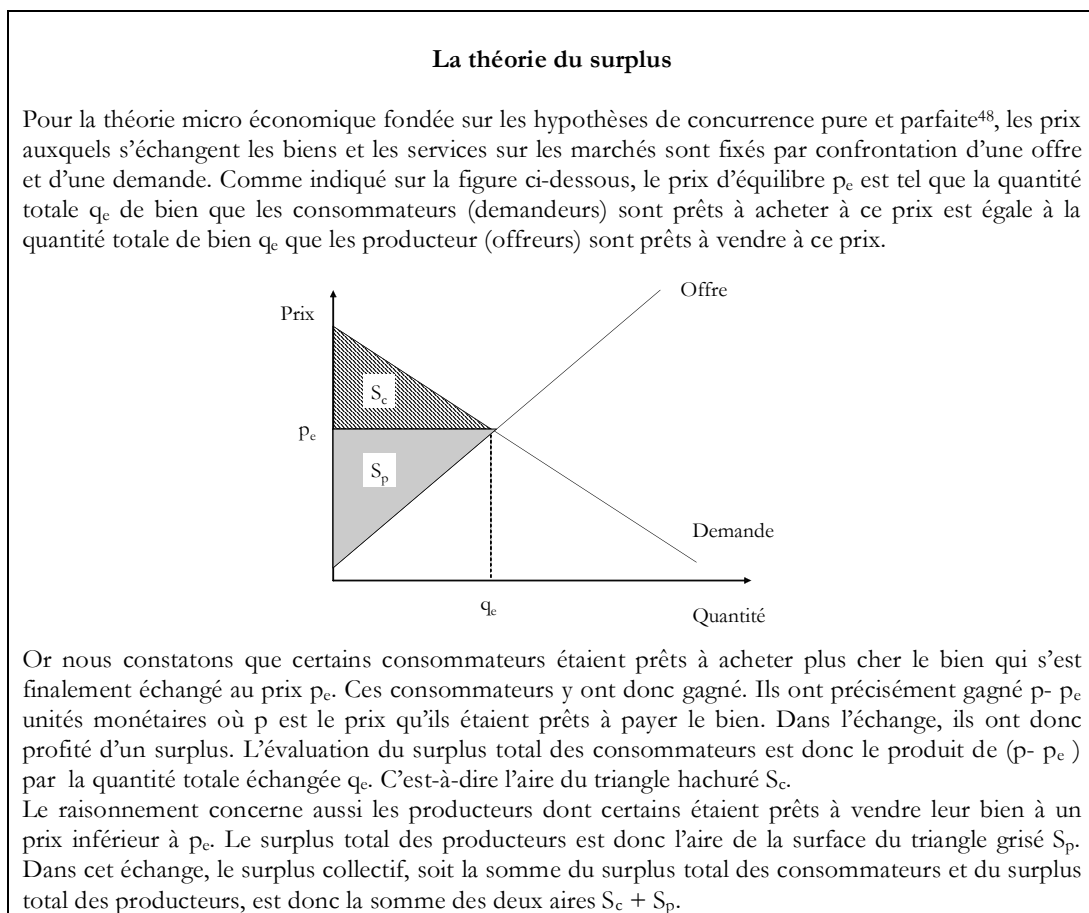 La théorie du surplus
Pour la théorie micro économique fondée sur les hypothèses de concurrence pure et parfaite48, les prix
auxquels s’échangent les biens et les services sur les marchés sont fixés par confrontation d’une offre
et d’une demande. Comme indiqué sur la figure ci-dessous, le prix d’équilibre pe est tel que la quantité
totale qe de bien que les consommateurs (demandeurs) sont prêts à acheter à ce prix est égale à la
quantité totale de bien qe que les producteur (offreurs) sont prêts à vendre à ce prix.
Offre
Prix
Sc
pe
Sp
Demande
qe
Quantité
Or nous constatons que certains consommateurs étaient prêts à acheter plus cher le bien qui s’est
finalement échangé au prix pe. Ces consommateurs y ont donc gagné. Ils ont précisément gagné p- pe
unités monétaires où p est le prix qu’ils étaient prêts à payer le bien. Dans l’échange, ils ont donc
profité d’un surplus. L’évaluation du surplus total des consommateurs est donc le produit de (p- pe )
par la quantité totale échangée qe. C’est-à-dire l’aire du triangle hachuré Sc.
Le raisonnement concerne aussi les producteurs dont certains étaient prêts à vendre leur bien à un
prix inférieur à pe. Le surplus total des producteurs est donc l’aire de la surface du triangle grisé Sp.
Dans cet échange, le surplus collectif, soit la somme du surplus total des consommateurs et du surplus
total des producteurs, est donc la somme des deux aires Sc + Sp.